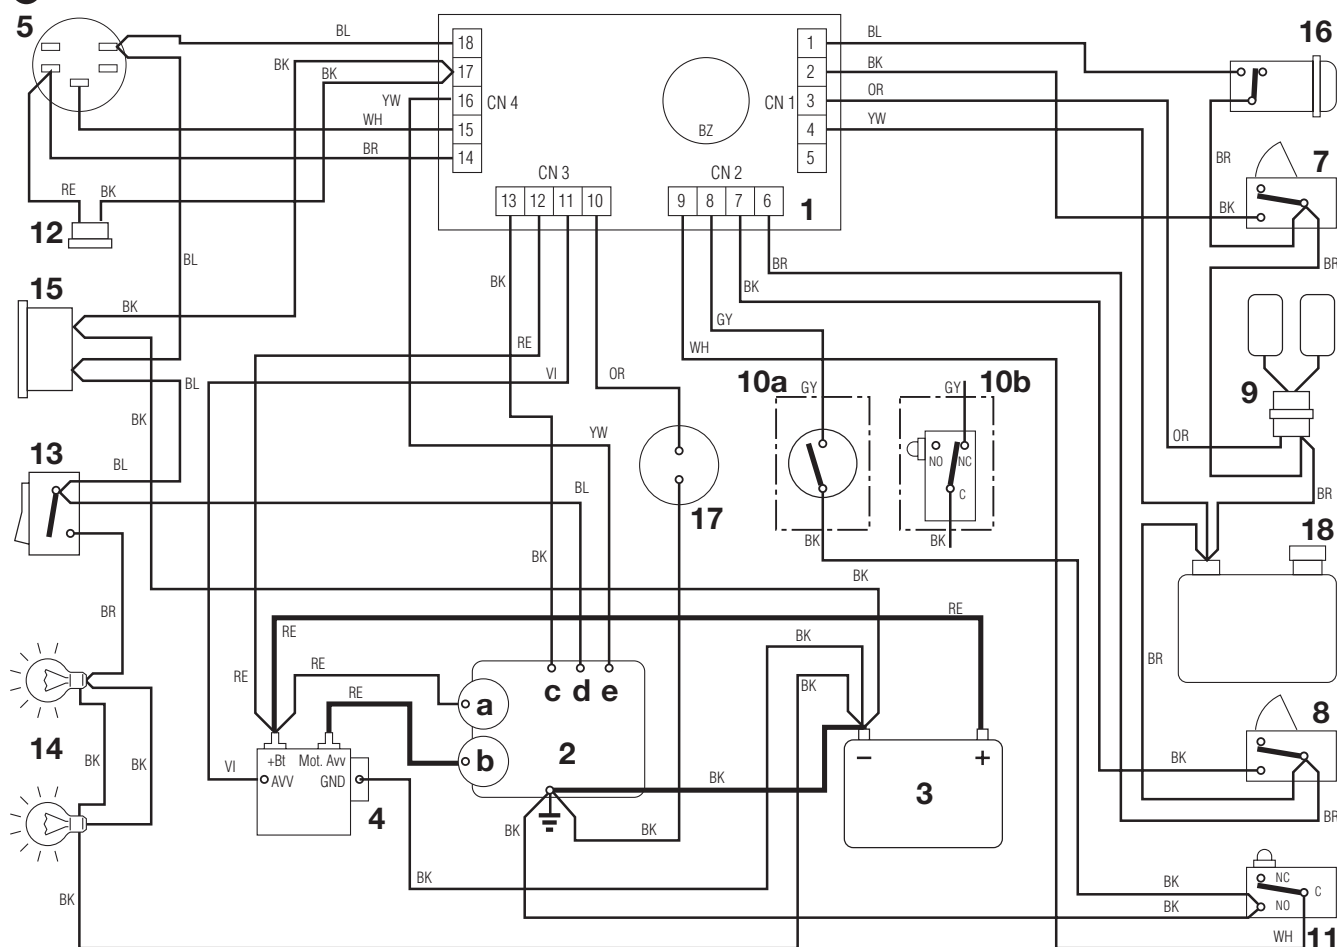 5
BL
18
1
BL
16
BK
BK
17
2
BK
YW
16
CN 4
CN 1
3
OR
WH
15
BZ
4
YW
BR
14
5
BR
7
CN 3
CN 2
RE
BK
13
12
11
10
9
8
7
6
1
BK
12
BL
BR
BR
15
BK
BK
BK
GY
RE
WH
VI
OR
10a
GY
GY
10b
9
BL
BK
YW
OR
NO
NC
13
BL
BL
C
BR
17
BK
BK
BK
18
BK
BR
RE
RE
BK
BR
RE
RE
RE
BK
c
d
e
a
8
14
BK
BK
+Bt
Mot. Avv
b
2
–
+
BK
VI
AVV
GND
BK
3
4
BK
BK
BR
BK
BK
NC
C
BK
BK
NO
WH
11